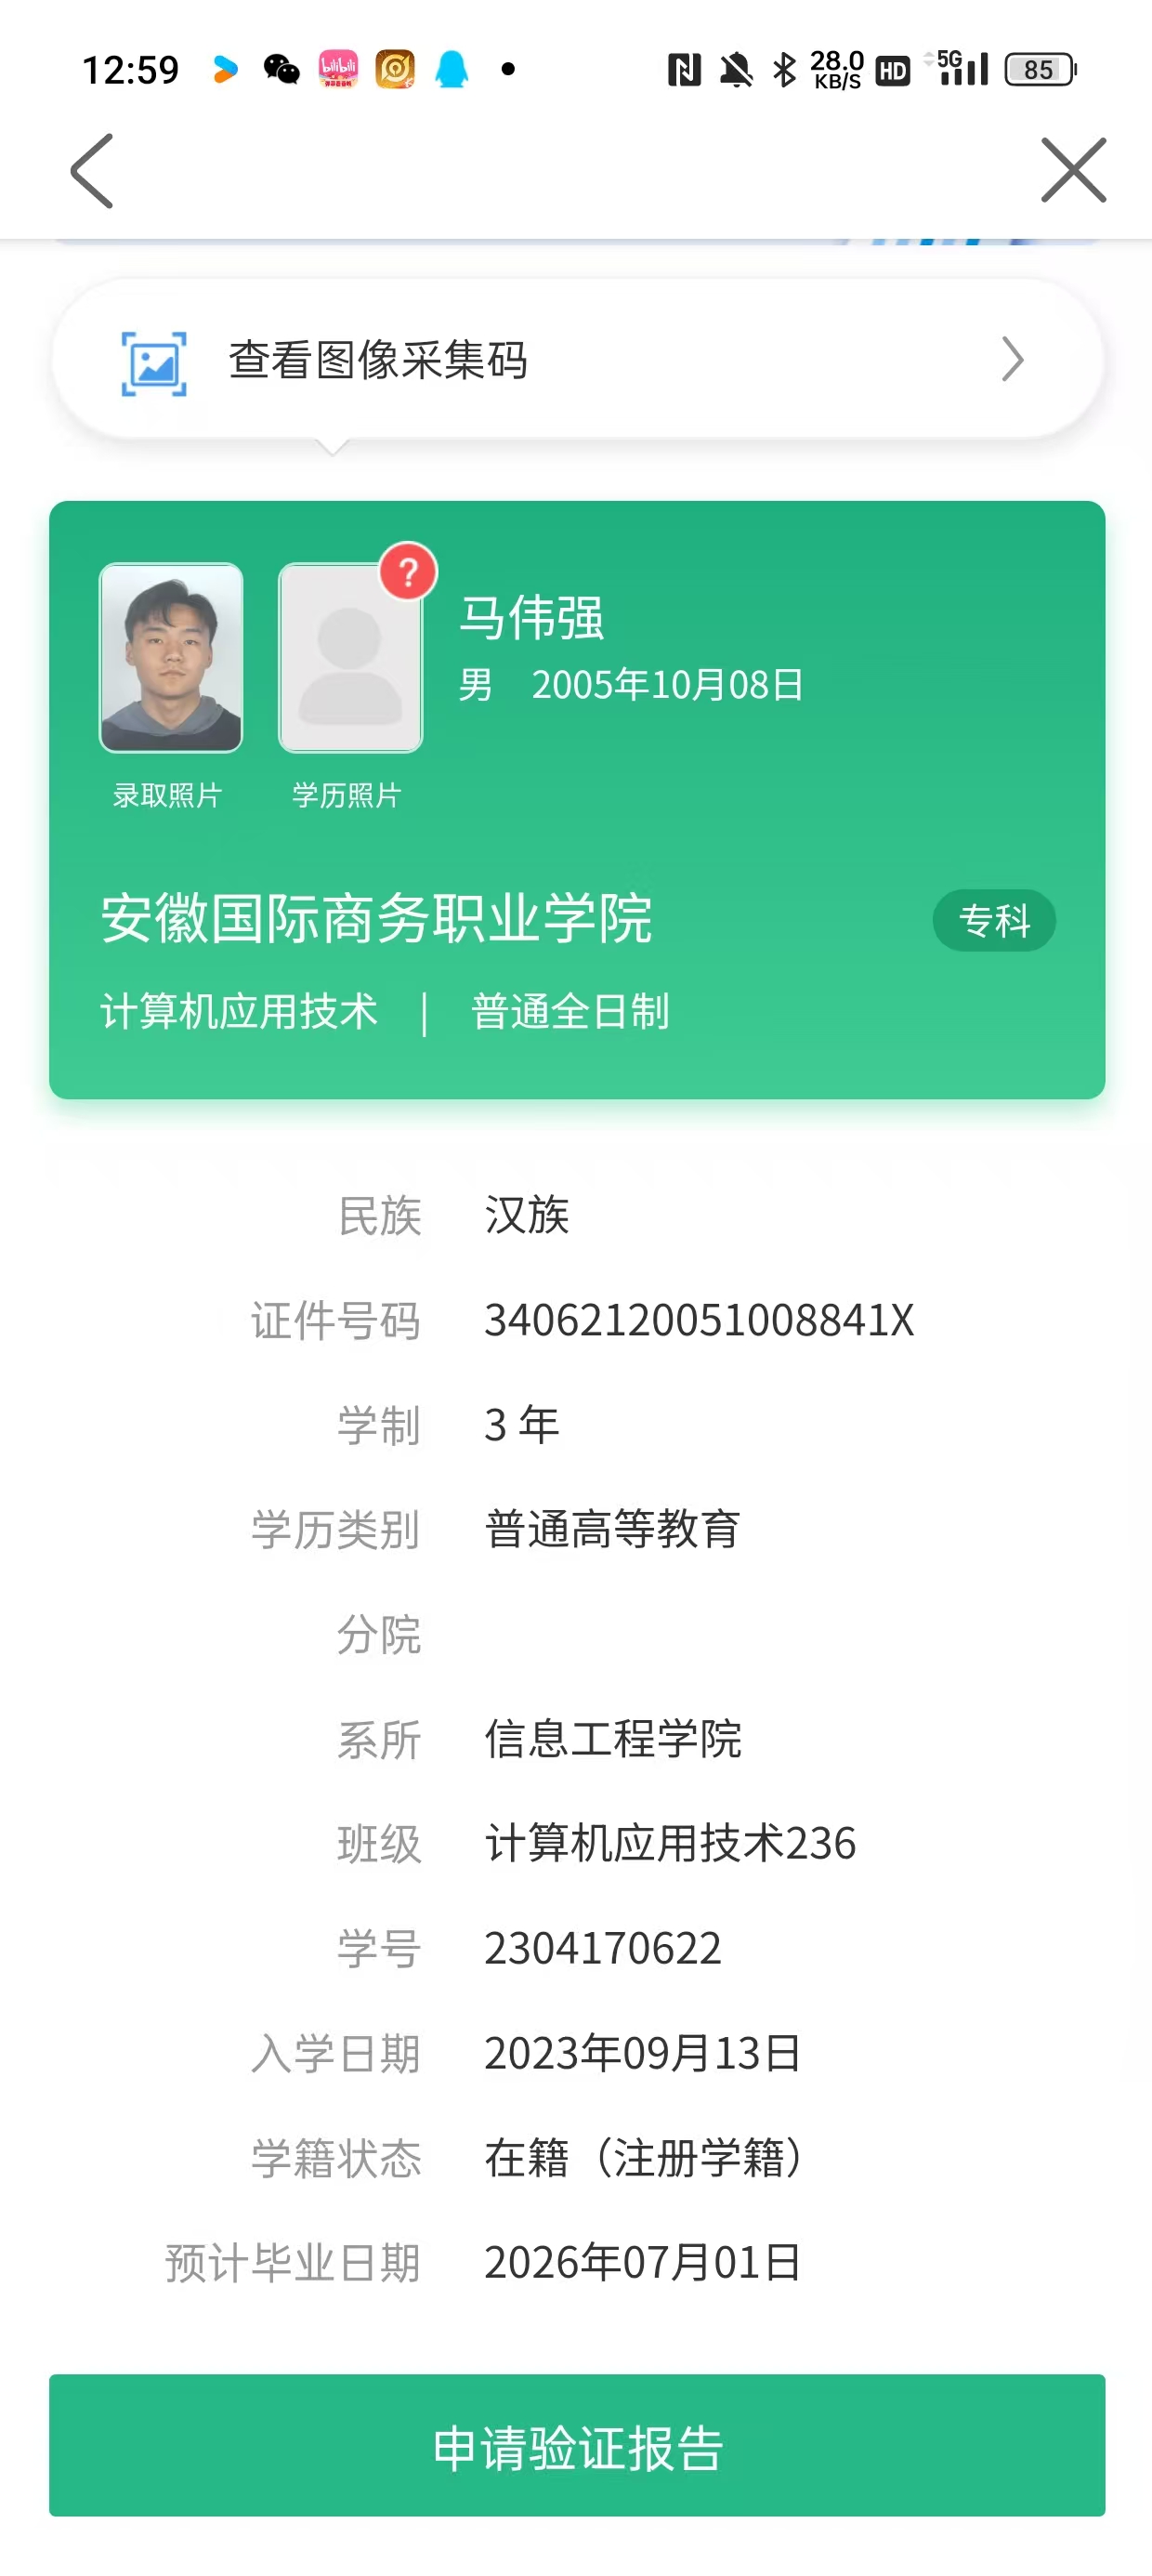 12:59 bilibili 28.0 KB/S HD 5G 85
查看图像采集码
?
马伟强
男 2005年10月08日
录取照片 学历照片
安徽国际商务职业学院 专科
计算机应用技术 | 普通全日制
民族 汉族
证件号码 34062120051008841X
学制 3 年
学历类别 普通高等教育
分院
系所 信息工程学院
班级 计算机应用技术236
学号 2304170622
入学日期 2023年09月13日
学籍状态 在籍（注册学籍）
预计毕业日期 2026年07月01日
申请验证报告